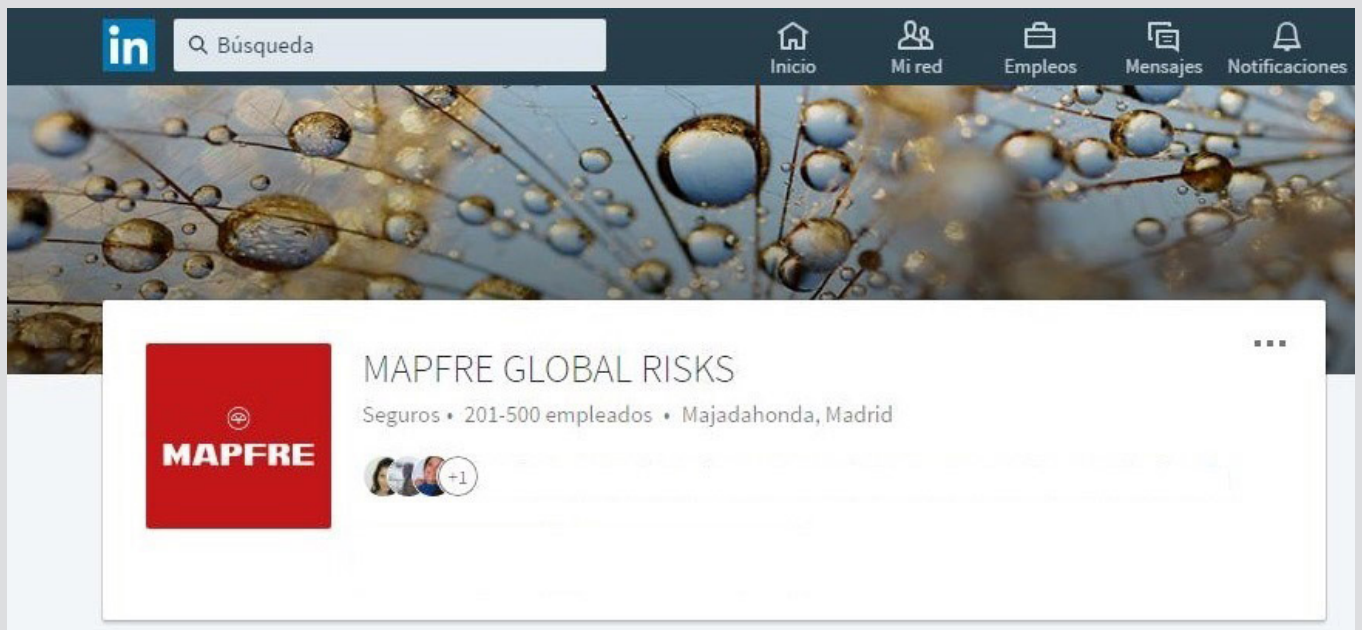 in
Búsqueda
Inicio
Mi red
Empleos
Mensajes
Notificaciones
MAPFRE
MAPFRE GLOBAL RISKS
Seguros • 201-500 empleados • Majadahonda, Madrid
+1